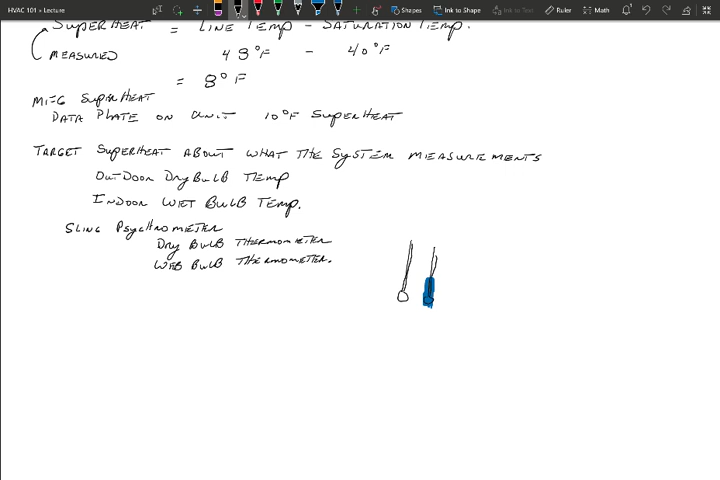 HVAC 101 » Lecture
Shapes Ink to Shape Ink to Text Ruler Math
SUPERHEAT = LINE TEMP - SATURATION TEMP.
MEASURED 48°F - 40°F
= 8°F
MFG SUPERHEAT
DATA PLATE ON UNIT 10°F SUPERHEAT
TARGET SUPERHEAT ABOUT WHAT THE SYSTEM MEASUREMENTS
OUTDOOR DRY BULB TEMP
INDOOR WET BULB TEMP.
SLING PSYCHROMETER
DRY BULB THERMOMETER
WEB BULB THERMOMETER.